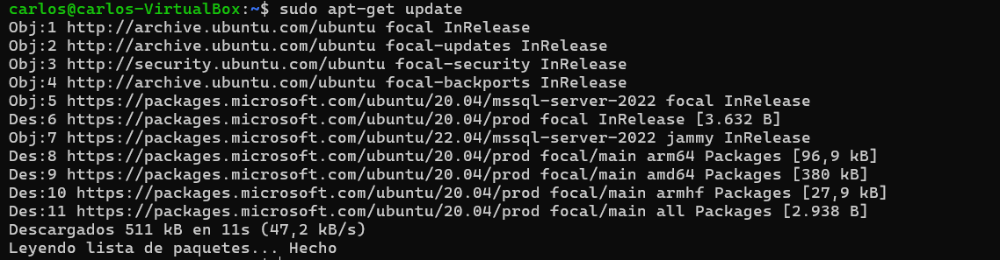 carlos@carlos-VirtualBox:~$ sudo apt-get update
Obj:1 http://archive.ubuntu.com/ubuntu focal InRelease
Obj:2 http://archive.ubuntu.com/ubuntu focal-updates InRelease
Obj:3 http://security.ubuntu.com/ubuntu focal-security InRelease
Obj:4 http://archive.ubuntu.com/ubuntu focal-backports InRelease
Obj:5 https://packages.microsoft.com/ubuntu/20.04/mssql-server-2022 focal InRelease
Des:6 https://packages.microsoft.com/ubuntu/20.04/prod focal InRelease [3.632 B]
Obj:7 https://packages.microsoft.com/ubuntu/22.04/mssql-server-2022 jammy InRelease
Des:8 https://packages.microsoft.com/ubuntu/20.04/prod focal/main arm64 Packages [96,9 kB]
Des:9 https://packages.microsoft.com/ubuntu/20.04/prod focal/main amd64 Packages [380 kB]
Des:10 https://packages.microsoft.com/ubuntu/20.04/prod focal/main armhf Packages [27,9 kB]
Des:11 https://packages.microsoft.com/ubuntu/20.04/prod focal/main all Packages [2.938 B]
Descargados 511 kB en 11s (47,2 kB/s)
Leyendo lista de paquetes... Hecho